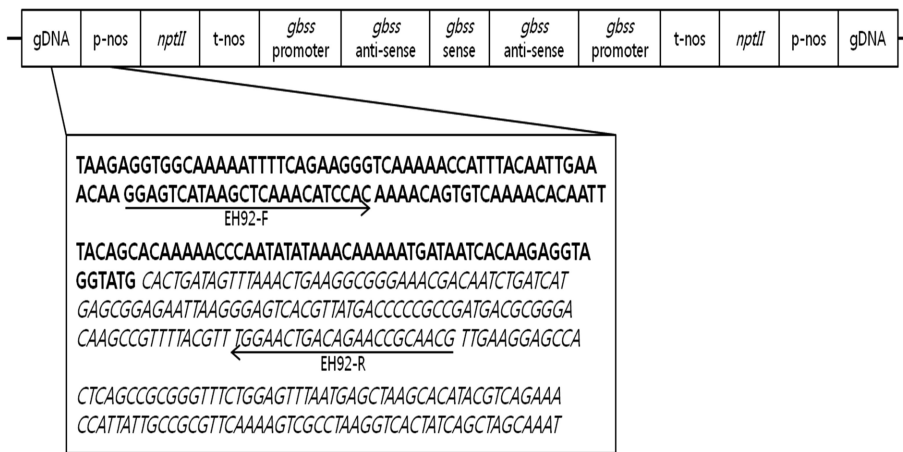 gDNA p-nos nptII t-nos gbss promoter gbss anti-sense gbss sense gbss anti-sense gbss promoter t-nos nptII p-nos gDNA
TAAGAGGTGGCAAAAATTTTCAGAAGGGTCAAAAACCATTTACAATTGAA
ACAA GGAGTCATAAGCTCAAACATCCAC AAAACAGTGTCAAAACACAATT
EH92-F
TACAGCACAAAAACCCAATATATAAACAAAAATGATAATCACAAGAGGTA
GGTATG CACTGATAGTTTAAACTGAAGGCGGGAAACGACAATCTGATCAT
GAGCGGAGAATTAAGGGAGTCACGTTATGACCCCCGCCGATGACGCGGGA
CAAGCCGTTTTACGTT TGGAACTGACAGAACCGCAACG TTGAAGGAGCCA
EH92-R
CTCAGCCGCGGGTTTCTGGAGTTTAATGAGCTAAGCACATACGTCAGAAA
CCATTATTGCCGCGTTCAAAAGTCGCCTAAGGTCACTATCAGCTAGCAAAT